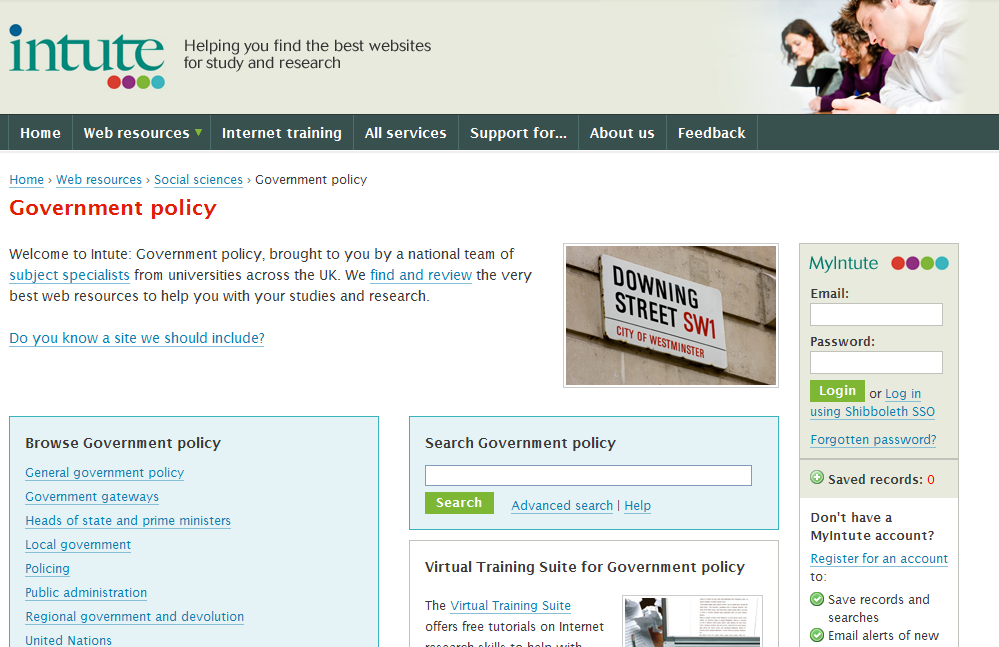 intute
Helping you find the best websites
for study and research
Home
Web resources
Internet training
All services
Support for...
About us
Feedback
Home › Web resources › Social sciences › Government policy
Government policy
Welcome to Intute: Government policy, brought to you by a national team of
subject specialists from universities across the UK. We find and review the very
best web resources to help you with your studies and research.
Do you know a site we should include?
DOWNING
STREET SW1
CITY OF WESTMINSTER
Browse Government policy
General government policy
Government gateways
Heads of state and prime ministers
Local government
Policing
Public administration
Regional government and devolution
United Nations
Search Government policy
Search
Advanced search | Help
Virtual Training Suite for Government policy
The Virtual Training Suite
offers free tutorials on Internet
research skills to help with
MyIntute
Email:
Password:
Login or Log in
using Shibboleth SSO
Forgotten password?
Saved records: 0
Don't have a
MyIntute account?
Register for an account
to:
Save records and
searches
Email alerts of new